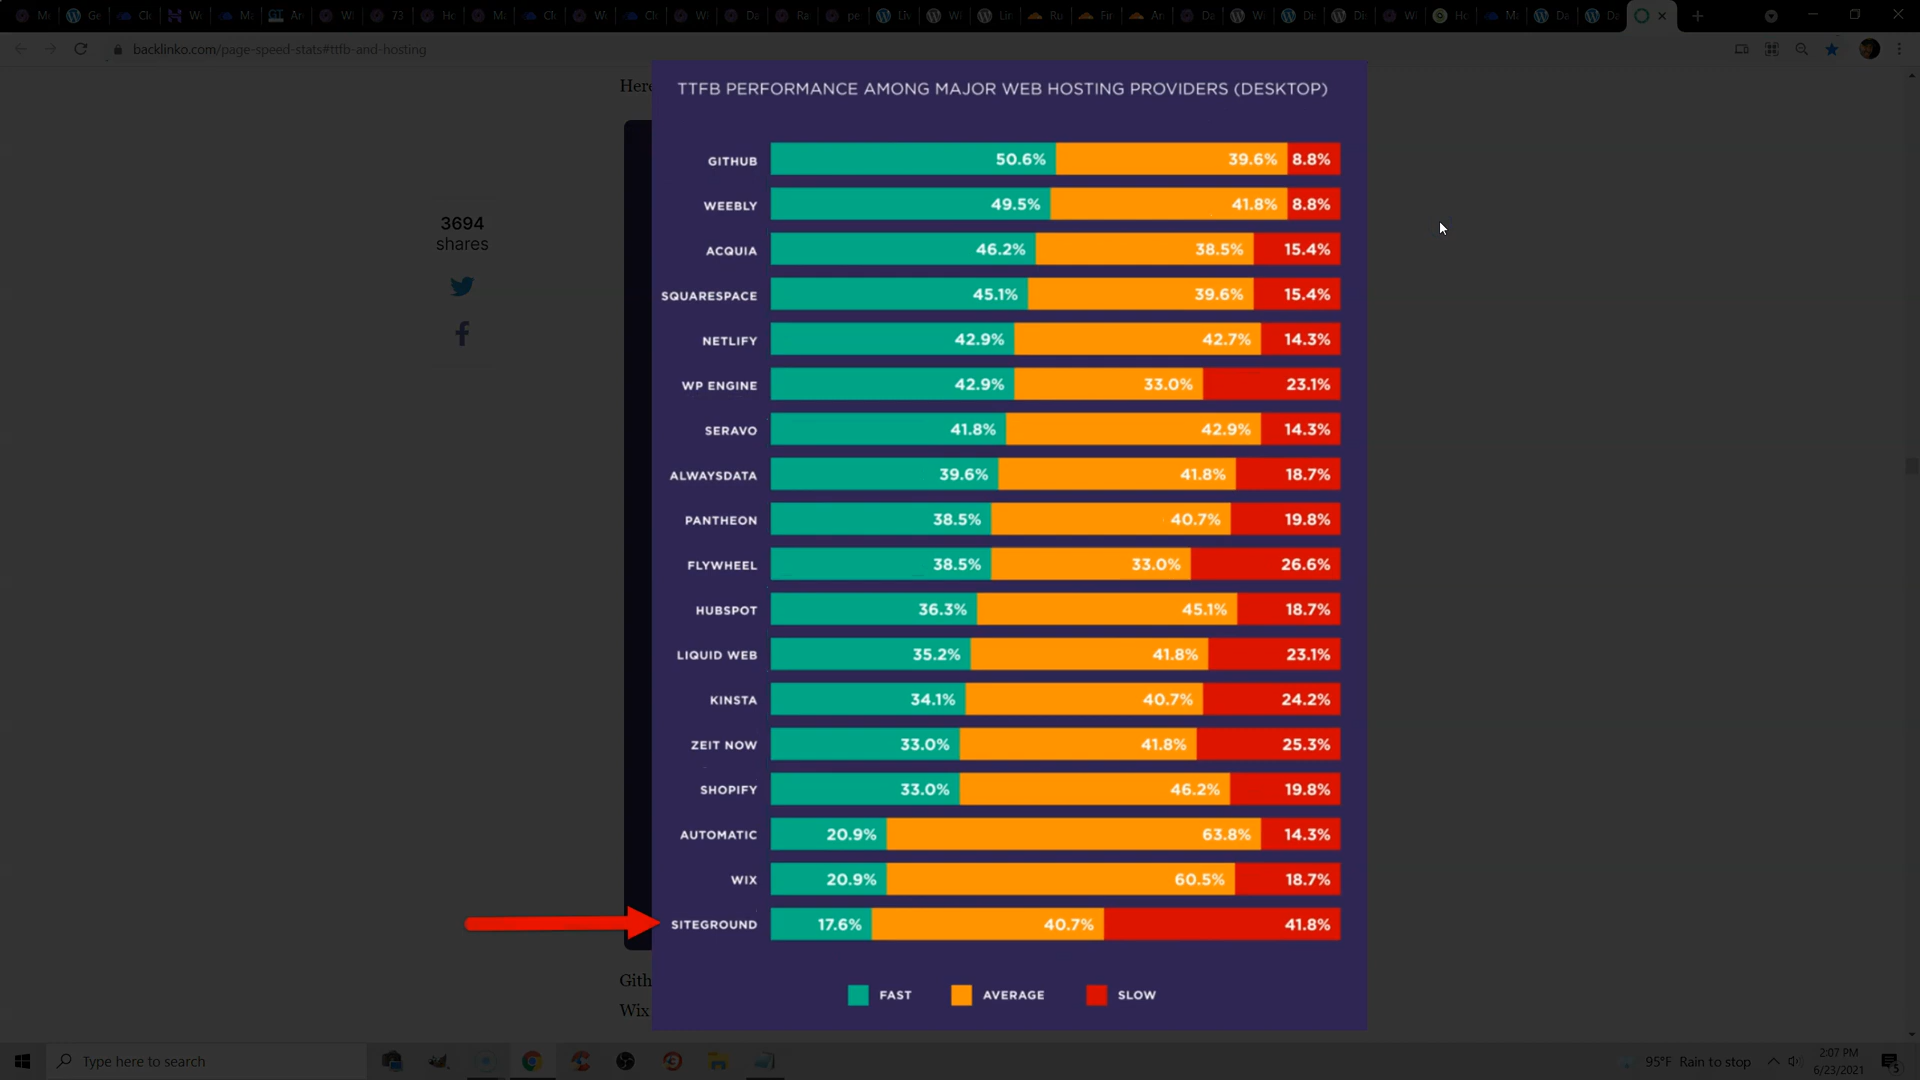 backlinko.com/page-speed-stats#ttfb-and-hosting
Here
TTFB PERFORMANCE AMONG MAJOR WEB HOSTING PROVIDERS (DESKTOP)
3694
shares
GITHUB 50.6% 39.6% 8.8%
WEEBLY 49.5% 41.8% 8.8%
ACQUIA 46.2% 38.5% 15.4%
SQUARESPACE 45.1% 39.6% 15.4%
NETLIFY 42.9% 42.7% 14.3%
WP ENGINE 42.9% 33.0% 23.1%
SERAVO 41.8% 42.9% 14.3%
ALWAYSDATA 39.6% 41.8% 18.7%
PANTHEON 38.5% 40.7% 19.8%
FLYWHEEL 38.5% 33.0% 26.6%
HUBSPOT 36.3% 45.1% 18.7%
LIQUID WEB 35.2% 41.8% 23.1%
KINSTA 34.1% 40.7% 24.2%
ZEIT NOW 33.0% 41.8% 25.3%
SHOPIFY 33.0% 46.2% 19.8%
AUTOMATIC 20.9% 63.8% 14.3%
WIX 20.9% 60.5% 18.7%
SITEGROUND 17.6% 40.7% 41.8%
Gith
Wix
FAST AVERAGE SLOW
Type here to search
95°F Rain to stop
2:07 PM
6/23/2021